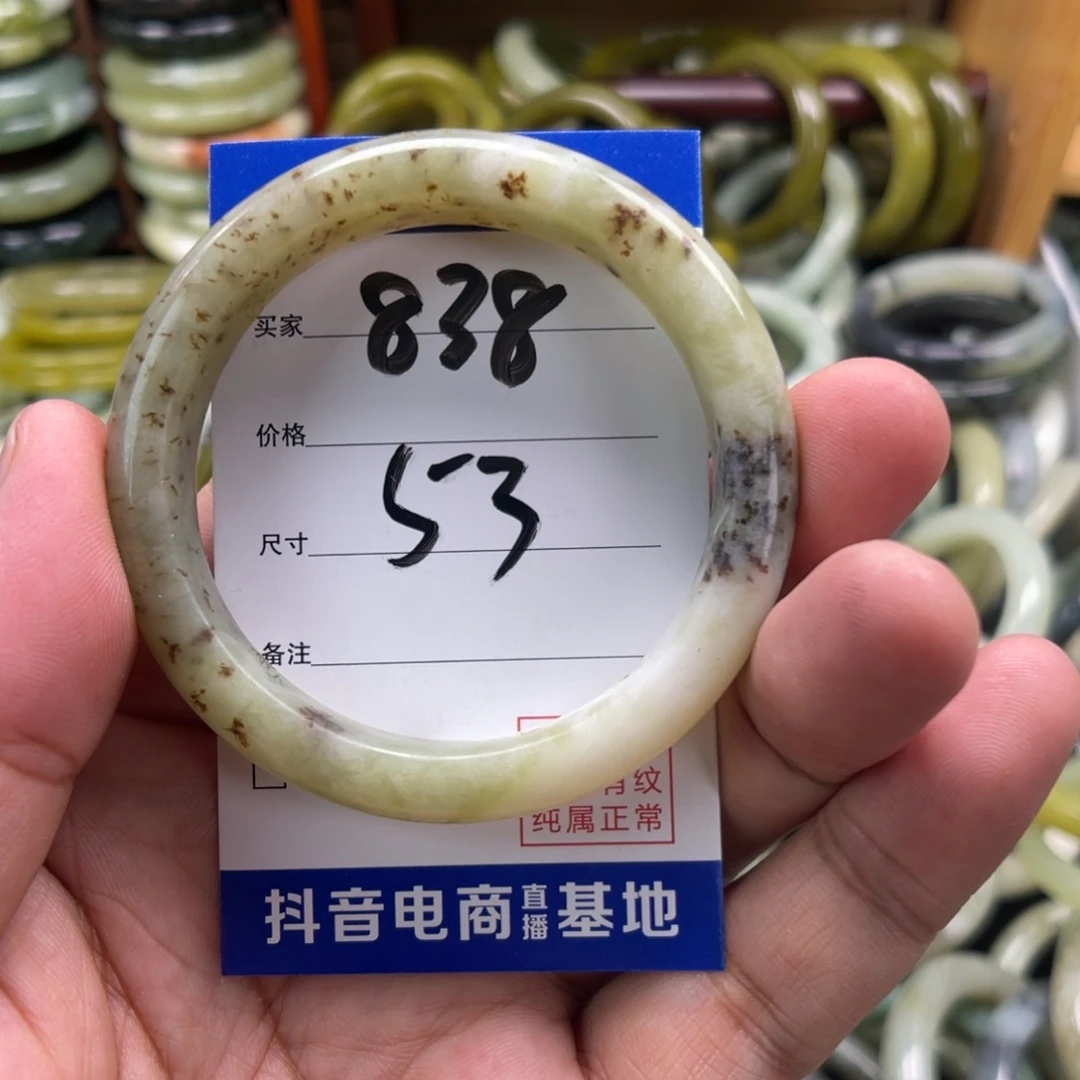 买家 838
价格
尺寸 53
备注
有纹
纯属正常
抖音电商直播基地